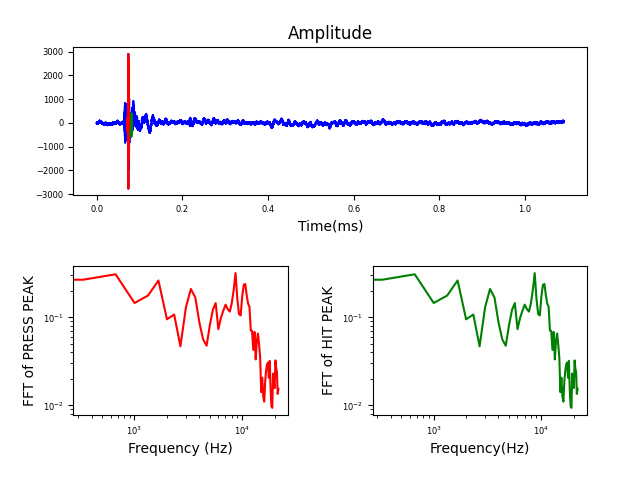 Amplitude
3000
2000
1000
0
−1000
−2000
−3000
0.0 0.2 0.4 0.6 0.8 1.0
Time(ms)
FFT of PRESS PEAK
10⁻¹
10⁻²
10³ 10⁴
Frequency (Hz)
FFT of HIT PEAK
10⁻¹
10⁻²
10³ 10⁴
Frequency(Hz)